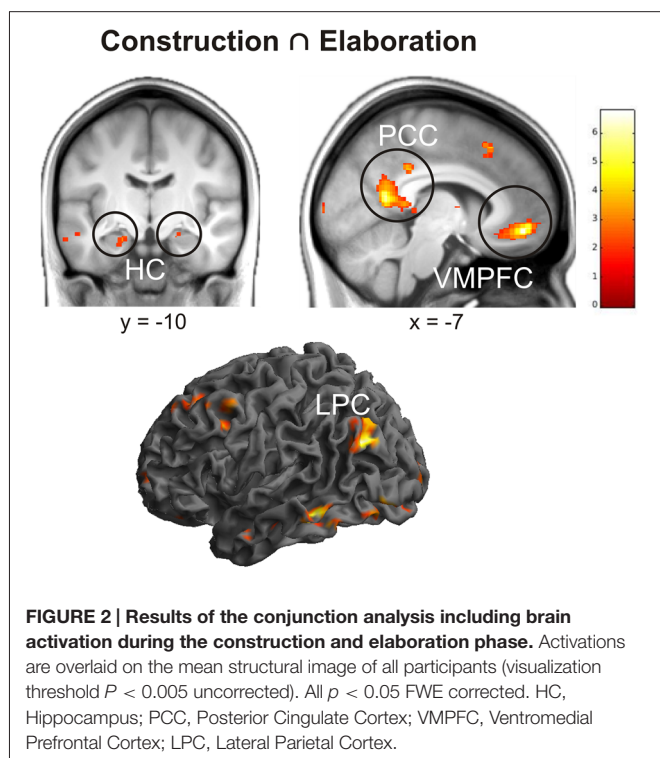 Construction ∩ Elaboration
PCC
HC
VMPFC
6
5
4
3
2
1
0
y = -10
x = -7
LPC
FIGURE 2 | Results of the conjunction analysis including brain
activation during the construction and elaboration phase. Activations
are overlaid on the mean structural image of all participants (visualization
threshold P < 0.005 uncorrected). All p < 0.05 FWE corrected. HC,
Hippocampus; PCC, Posterior Cingulate Cortex; VMPFC, Ventromedial
Prefrontal Cortex; LPC, Lateral Parietal Cortex.